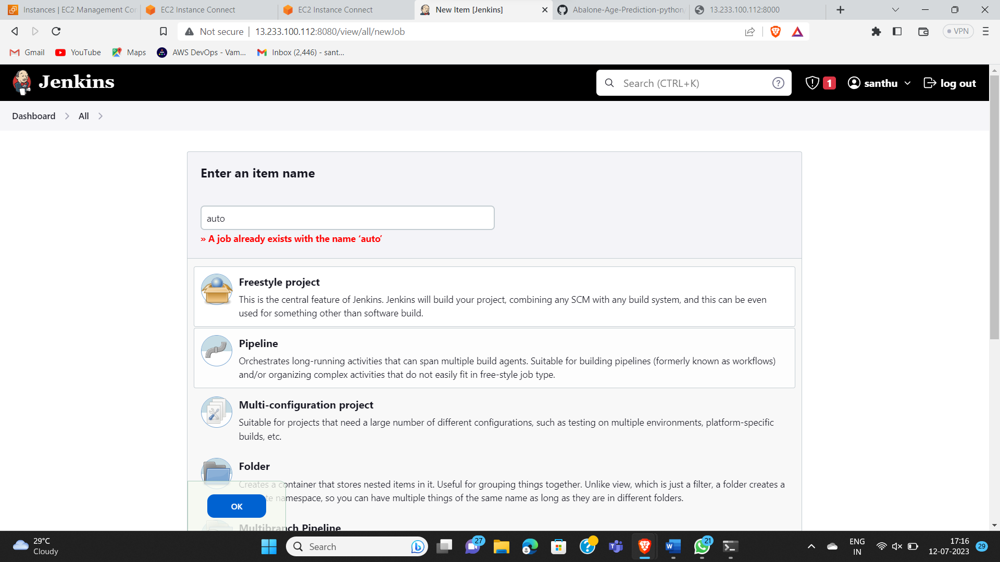 Instances | EC2 Management Con
EC2 Instance Connect
EC2 Instance Connect
New Item [Jenkins]
Abalone-Age-Prediction-python,
13.233.100.112:8000
Not secure
13.233.100.112:8080/view/all/newJob
VPN
Gmail
YouTube
Maps
AWS DevOps - Vam...
Inbox (2,446) - sant...
Jenkins
Search (CTRL+K)
1
santhu
log out
Dashboard
All
Enter an item name
auto
» A job already exists with the name ‘auto’
Freestyle project
This is the central feature of Jenkins. Jenkins will build your project, combining any SCM with any build system, and this can be even
used for something other than software build.
Pipeline
Orchestrates long-running activities that can span multiple build agents. Suitable for building pipelines (formerly known as workflows)
and/or organizing complex activities that do not easily fit in free-style job type.
Multi-configuration project
Suitable for projects that need a large number of different configurations, such as testing on multiple environments, platform-specific
builds, etc.
Folder
Creates a container that stores nested items in it. Useful for grouping things together. Unlike view, which is just a filter, a folder creates a
te namespace, so you can have multiple things of the same name as long as they are in different folders.
OK
Multibranch Pipeline
29°C
Cloudy
Search
27
21
ENG
IN
17:16
12-07-2023
29